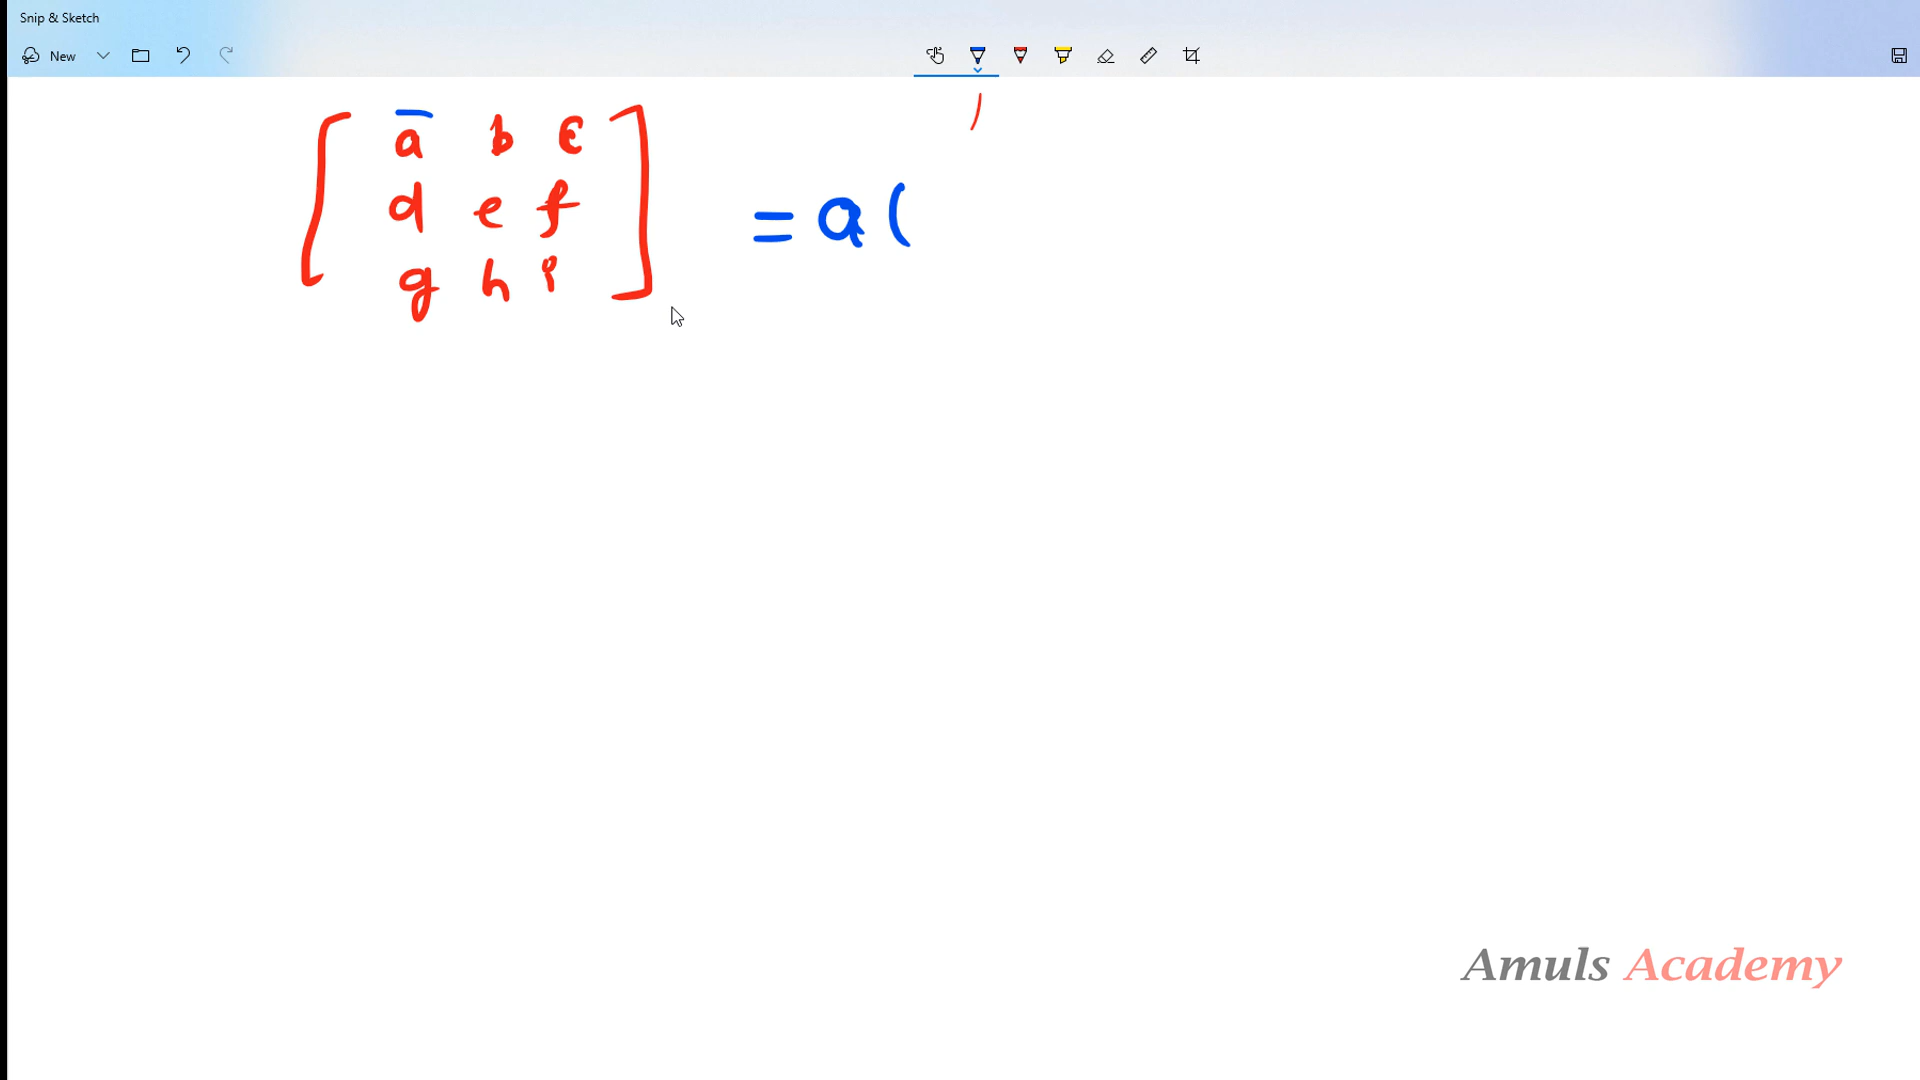 Snip & Sketch
New
a b c
d e f = a (
g h i
Amuls Academy